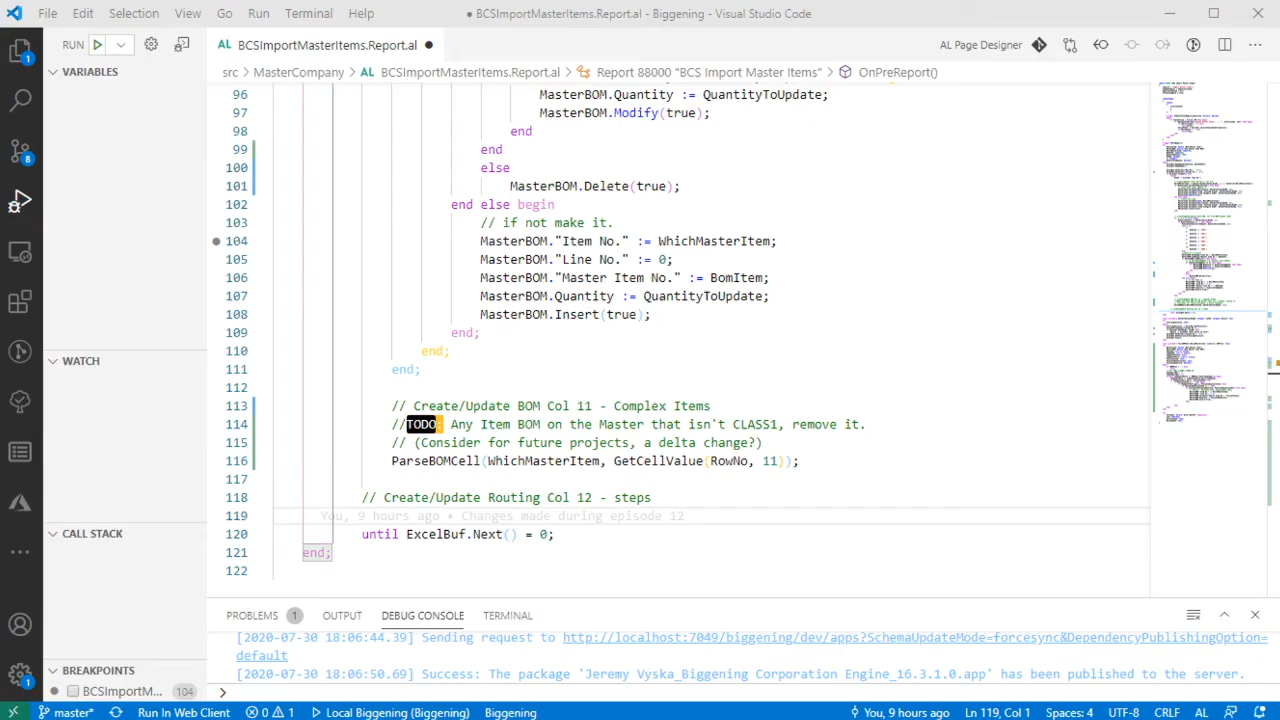 File Edit Selection View Go Run Terminal Help
● BCSImportMasterItems.Report.al - Biggening - Visual Studio Code
RUN
AL BCSImportMasterItems.Report.al ●
AL Page Designer
VARIABLES
src > MasterCompany > AL BCSImportMasterItems.Report.al > Report 88000 "BCS Import Master Items" > OnPreReport()
96 MasterBOM.Quantity := QuantityToUpdate;
97 MasterBOM.Modify(true);
98 end
99 end
100 else
101 MasterBOM.Delete(true);
102 end else begin
103 // if not make it.
104 MasterBOM."Item No." := WhichMasterItem;
105 MasterBOM."Line No." := 0;
106 MasterBOM."Master Item No." := BomItem;
107 MasterBOM.Quantity := QuantityToUpdate;
108 MasterBOM.Insert(true);
109 end;
110 end;
111 end;
112
113 // Create/Update BOM Col 11 - Complex Items
114 //TODO: Any Item BOM on the Master that isn't CLASS1, remove it.
115 // (Consider for future projects, a delta change?)
116 ParseBOMCell(WhichMasterItem, GetCellValue(RowNo, 11));
117
118 // Create/Update Routing Col 12 - steps
119 You, 9 hours ago • Changes made during episode 12
120 until ExcelBuf.Next() = 0;
121 end;
122
WATCH
CALL STACK
BREAKPOINTS
BCSImportM... 104
PROBLEMS 1 OUTPUT DEBUG CONSOLE TERMINAL
[2020-07-30 18:06:44.39] Sending request to http://localhost:7049/biggening/dev/apps?SchemaUpdateMode=forcesync&DependencyPublishingOption=
default
[2020-07-30 18:06:50.69] Success: The package 'Jeremy Vyska_Biggening Corporation Engine_16.3.1.0.app' has been published to the server.
1
8
1
master* Run In Web Client 0 1 Local Biggening (Biggening) Biggening You, 9 hours ago Ln 119, Col 1 Spaces: 4 UTF-8 CRLF AL